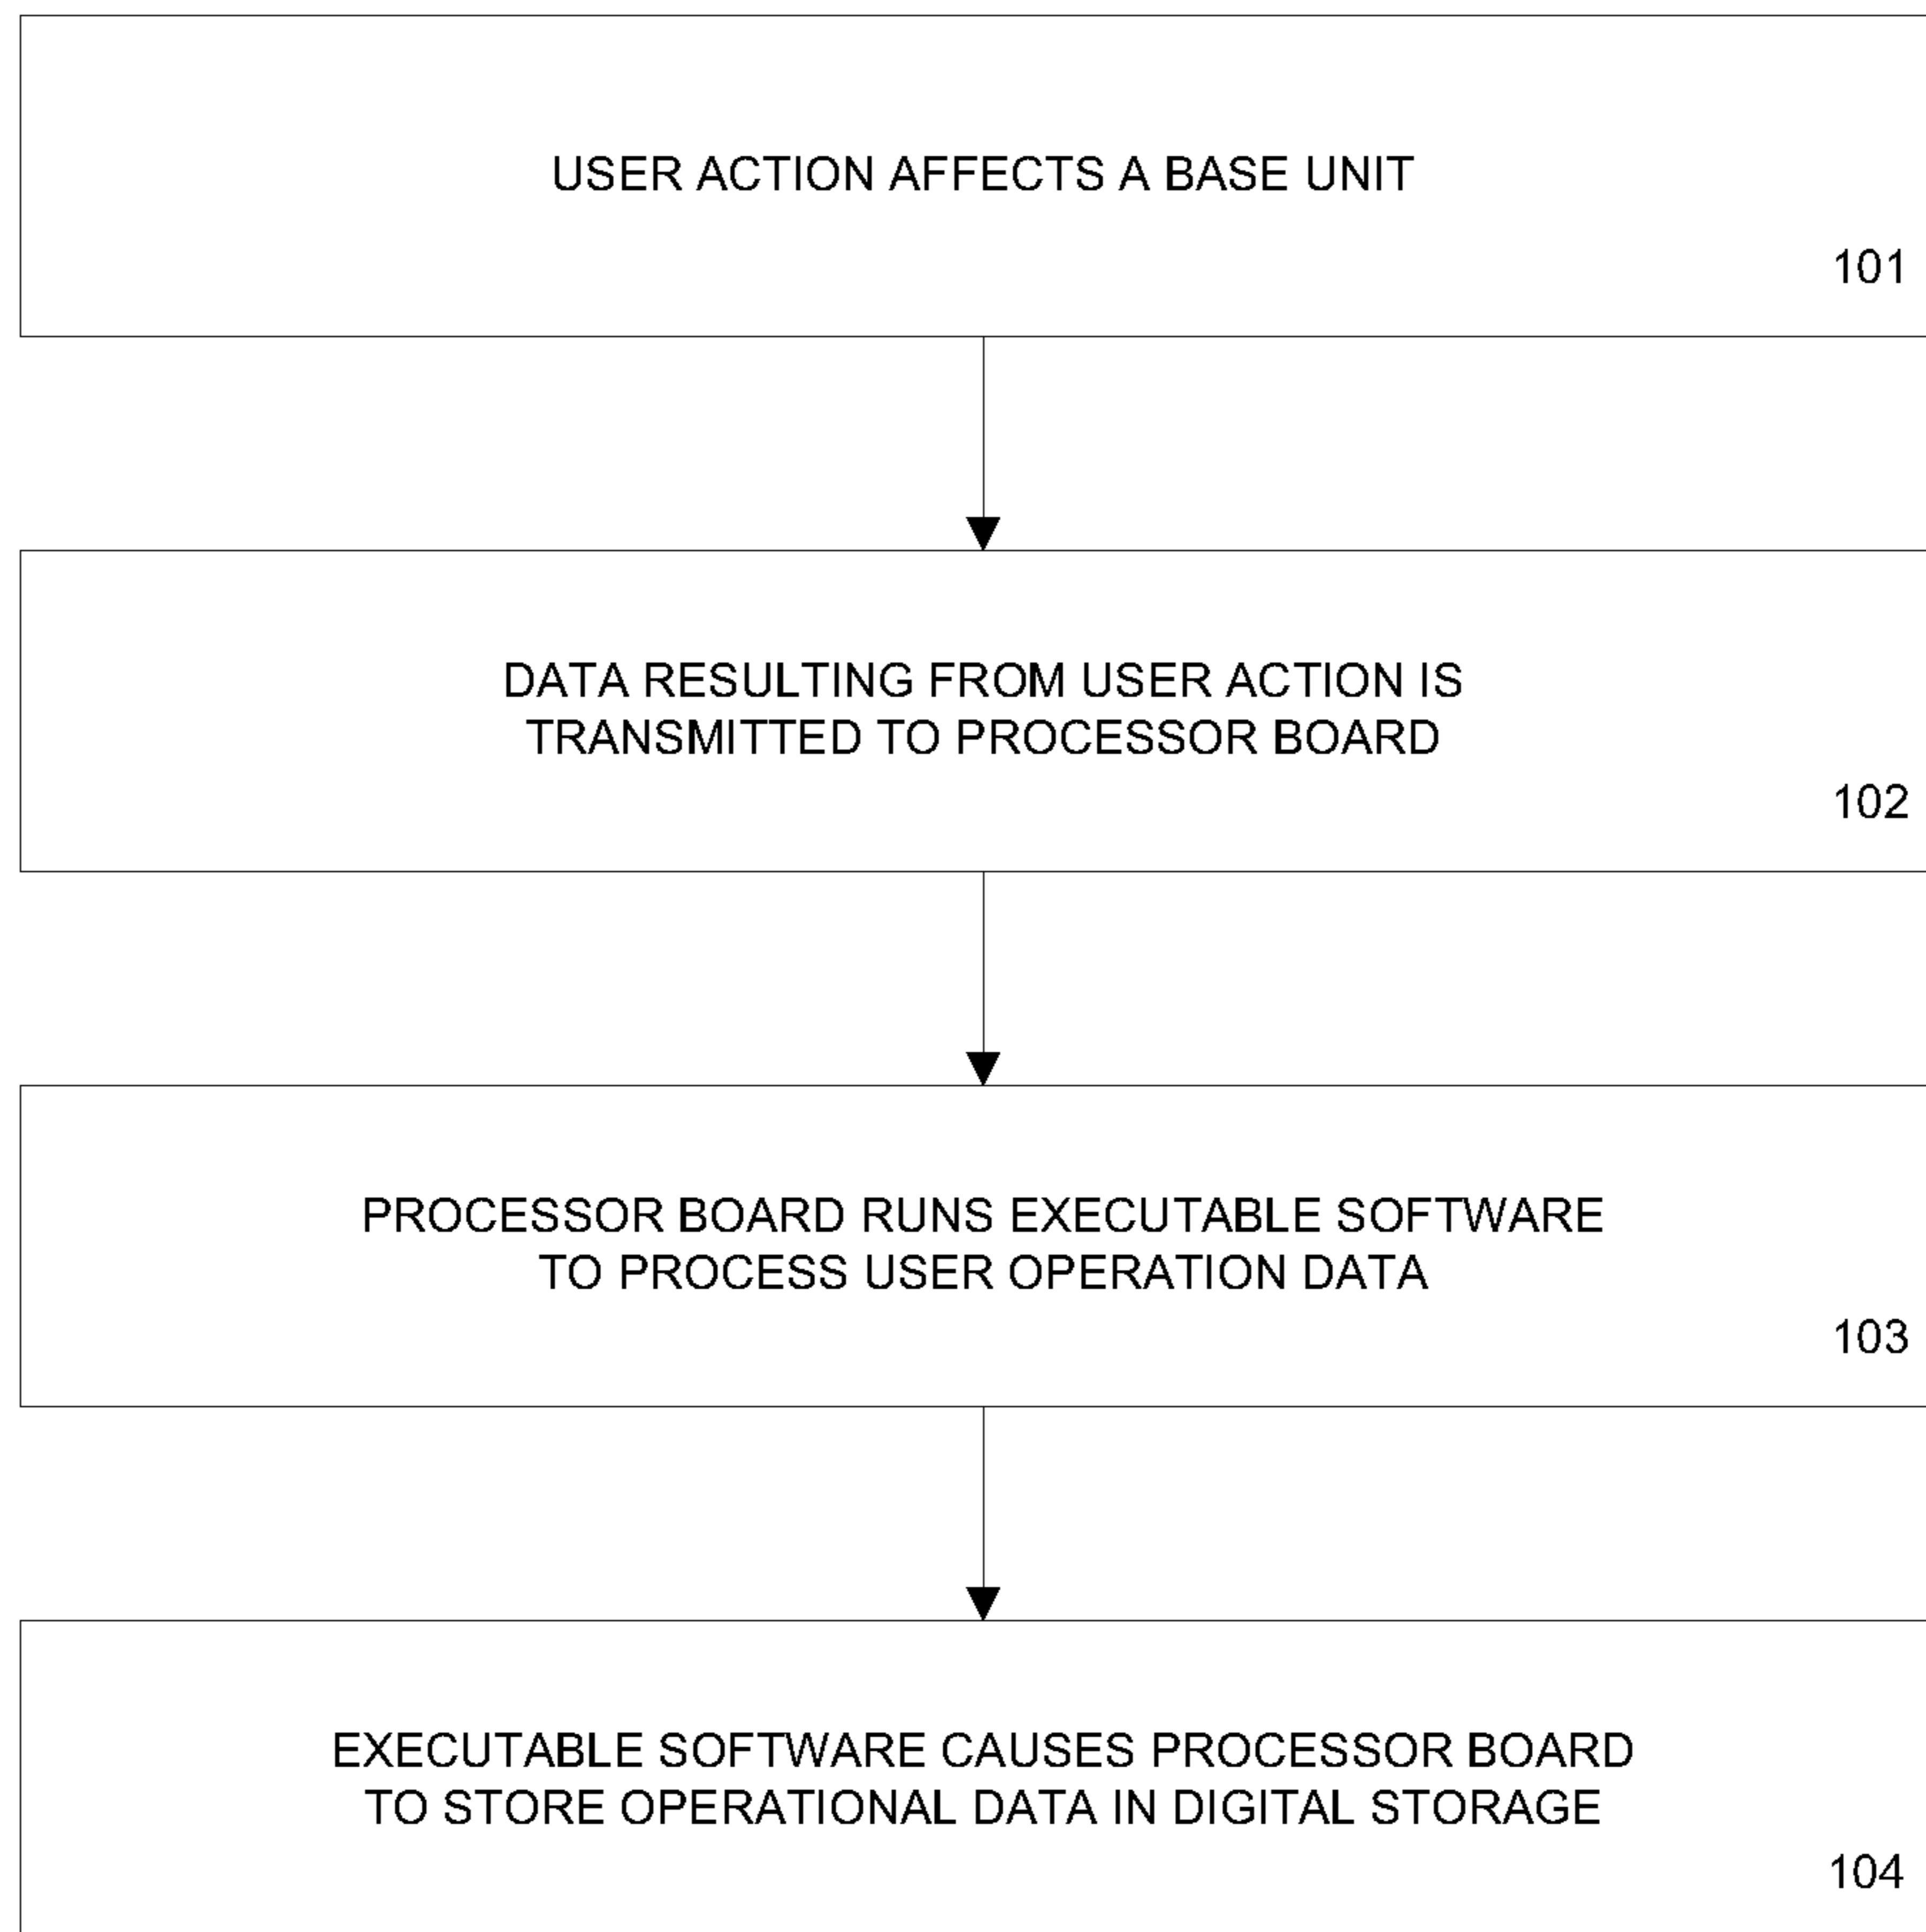 USER ACTION AFFECTS A BASE UNIT
101
DATA RESULTING FROM USER ACTION IS
TRANSMITTED TO PROCESSOR BOARD
102
PROCESSOR BOARD RUNS EXECUTABLE SOFTWARE
TO PROCESS USER OPERATION DATA
103
EXECUTABLE SOFTWARE CAUSES PROCESSOR BOARD
TO STORE OPERATIONAL DATA IN DIGITAL STORAGE
104